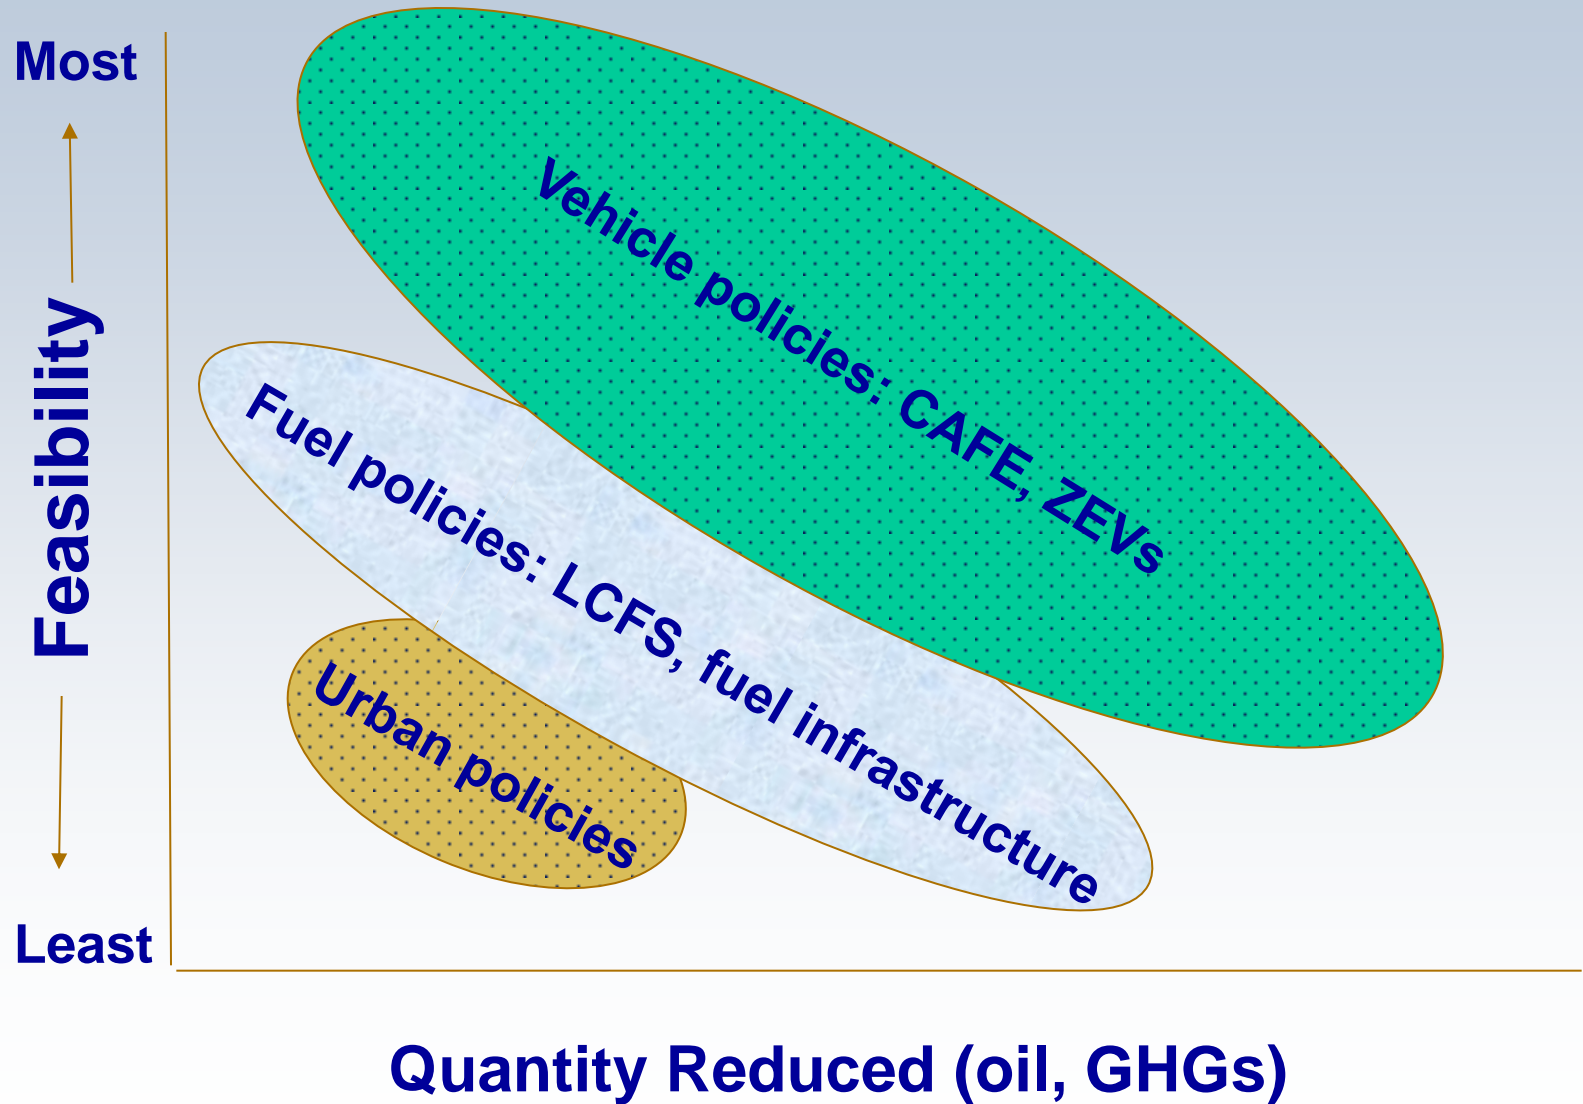 Most
Feasibility
Least
Vehicle policies: CAFE, ZEVs
Fuel policies: LCFS, fuel infrastructure
Urban policies
Quantity Reduced (oil, GHGs)